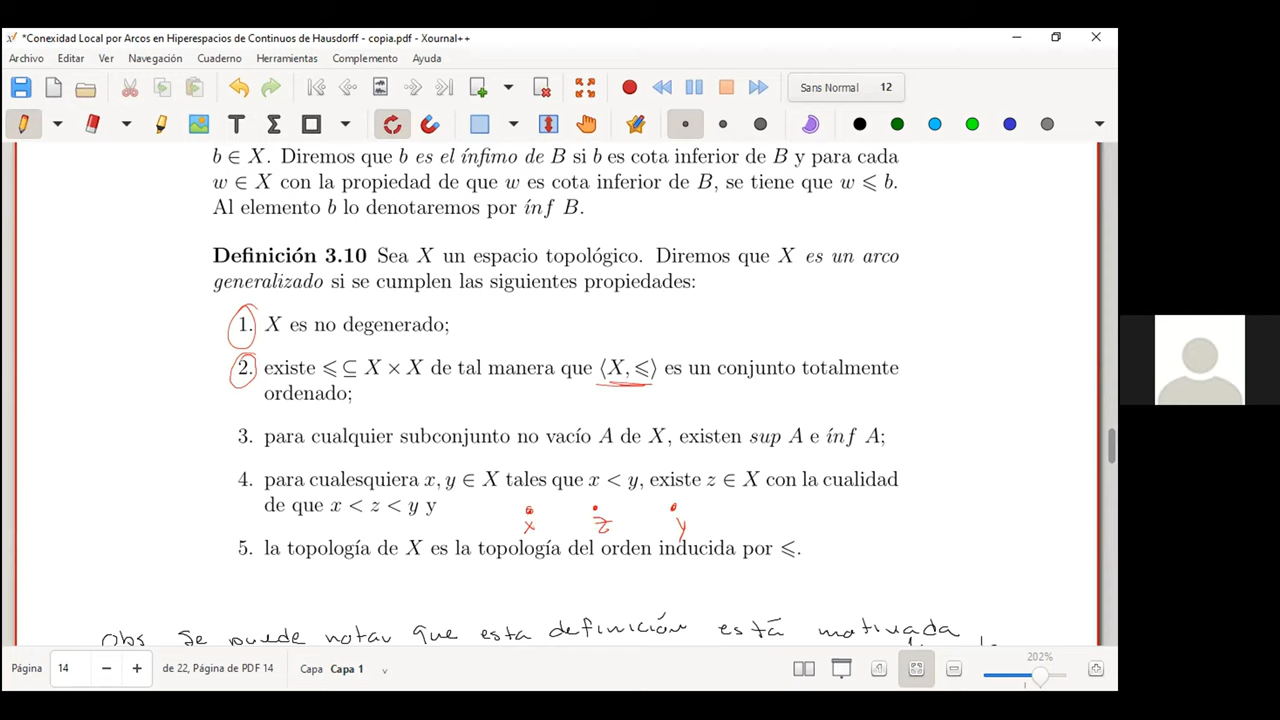 *Conexidad Local por Arcos en Hiperespacios de Continuos de Hausdorff - copia.pdf - Xournal++
Archivo Editar Ver Navegación Cuaderno Herramientas Complemento Ayuda
Sans Normal 12
b ∈ X. Diremos que b es el ínfimo de B si b es cota inferior de B y para cada
w ∈ X con la propiedad de que w es cota inferior de B, se tiene que w ⩽ b.
Al elemento b lo denotaremos por ínf B.
Definición 3.10 Sea X un espacio topológico. Diremos que X es un arco
generalizado si se cumplen las siguientes propiedades:
1. X es no degenerado;
2. existe ⩽ ⊆ X × X de tal manera que ⟨X, ⩽⟩ es un conjunto totalmente
ordenado;
3. para cualquier subconjunto no vacío A de X, existen sup A e ínf A;
4. para cualesquiera x, y ∈ X tales que x < y, existe z ∈ X con la cualidad
de que x < z < y y
x z y
5. la topología de X es la topología del orden inducida por ⩽.
Obs Se puede notar que esta definición está motivada
Página 14 de 22, Página de PDF 14 Capa Capa 1 202%